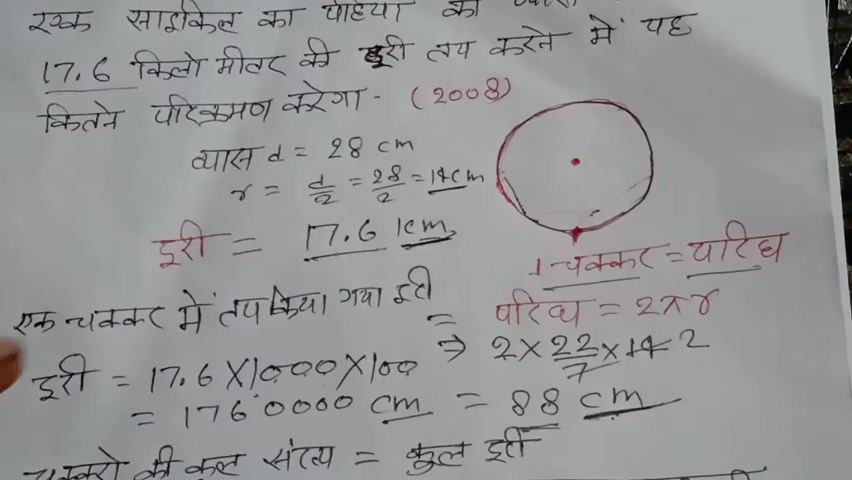 एक साइकिल का पहिया का व्यास
17.6 किलो मीटर की दूरी तय करने में यह
कितने परिक्रमण करेगा - (2008)
व्यास d = 28 cm
r = d/2 = 28/2 = 14cm
दूरी = 17.6 km
1 चक्कर = परिधि
एक चक्कर में तय किया गया दूरी = परिधि = 2πr
⇒ 2 × 22/7 × 14 2
दूरी = 17.6 X 1000 X 100
= 1760000 cm = 88 cm
चक्करो की कुल संख्या = कुल दूरी